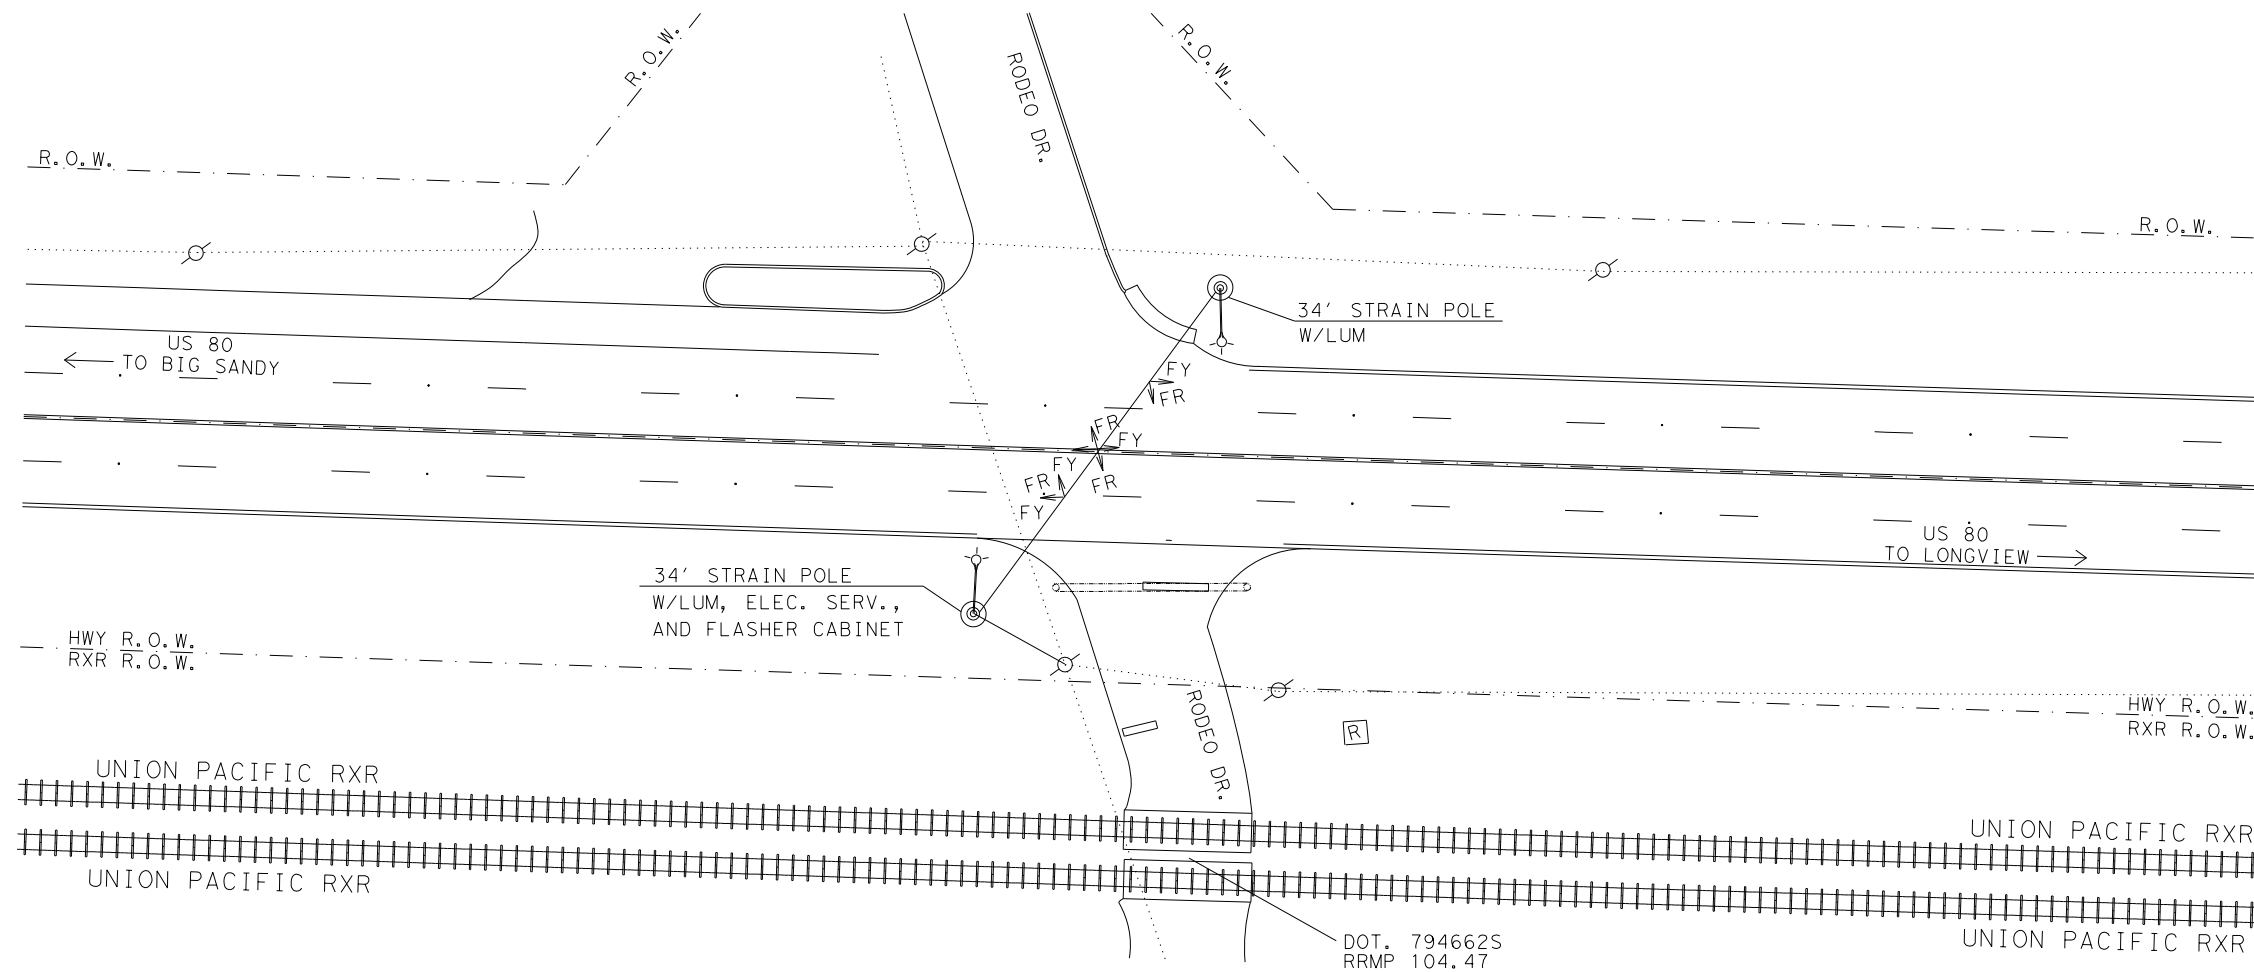 R.O.W.
R.O.W.
RODEO DR.
R.O.W.
R.O.W.
34' STRAIN POLE
W/LUM
US 80
TO BIG SANDY
FY
FR
FR
FY
FY
FR
FR
FY
US 80
TO LONGVIEW
34' STRAIN POLE
W/LUM, ELEC. SERV.,
AND FLASHER CABINET
HWY R.O.W.
RXR R.O.W.
RODEO DR.
R
HWY R.O.W.
RXR R.O.W.
UNION PACIFIC RXR
UNION PACIFIC RXR
UNION PACIFIC RXR
UNION PACIFIC RXR
DOT. 794662S
RRMP 104.47